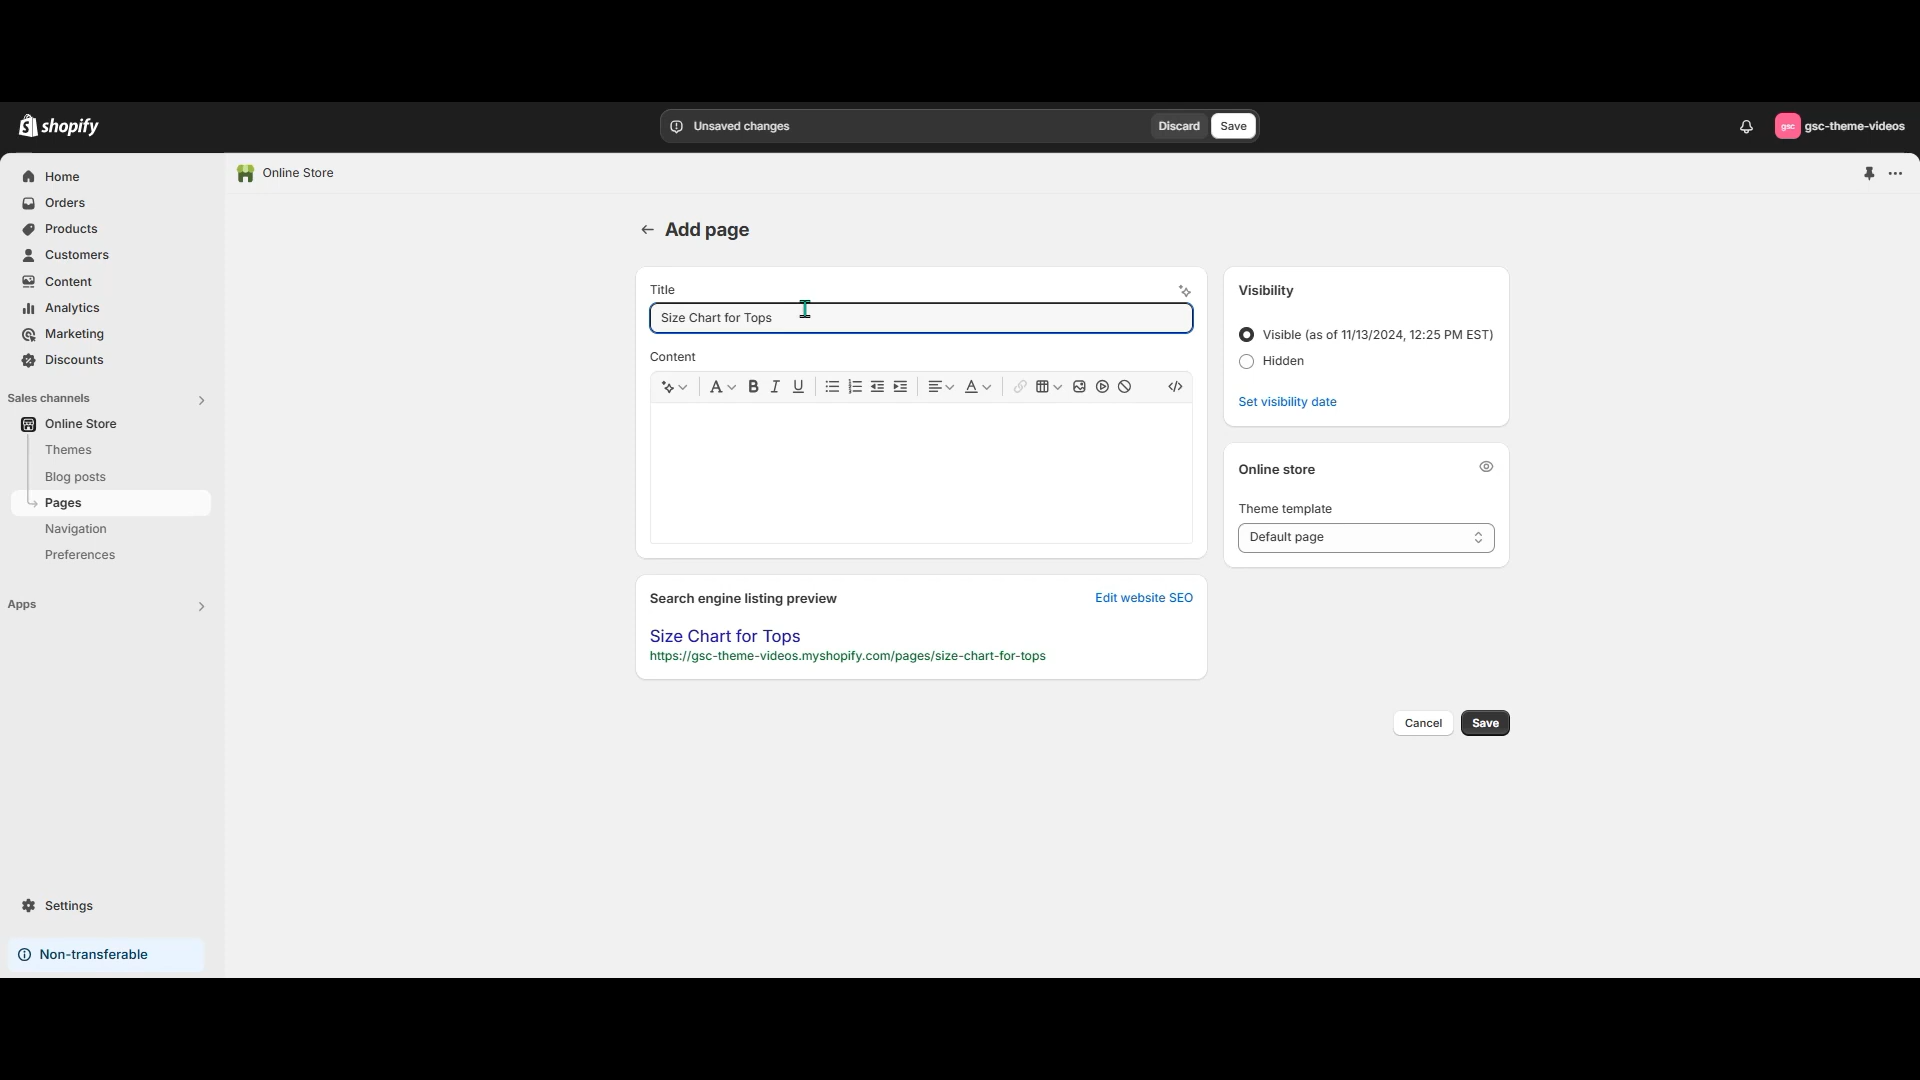 shopify
Unsaved changes
Discard
Save
gsc
gsc-theme-videos
Home
Orders
Products
Customers
Content
Analytics
Marketing
Discounts
Sales channels
Online Store
Themes
Blog posts
Pages
Navigation
Preferences
Apps
Settings
Non-transferable
Online Store
Add page
Title
Size Chart for Tops
Content
Search engine listing preview
Edit website SEO
Size Chart for Tops
https://gsc-theme-videos.myshopify.com/pages/size-chart-for-tops
Visibility
Visible (as of 11/13/2024, 12:25 PM EST)
Hidden
Set visibility date
Online store
Theme template
Default page
Cancel
Save